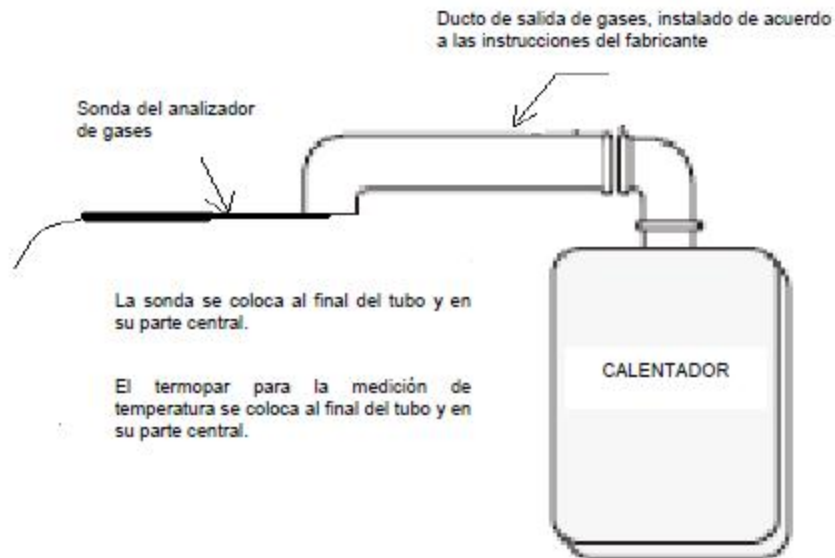 Ducto de salida de gases, instalado de acuerdo
a las instrucciones del fabricante
Sonda del analizador
de gases
La sonda se coloca al final del tubo y en
su parte central.
El termopar para la medición de
temperatura se coloca al final del tubo y en
su parte central.
CALENTADOR